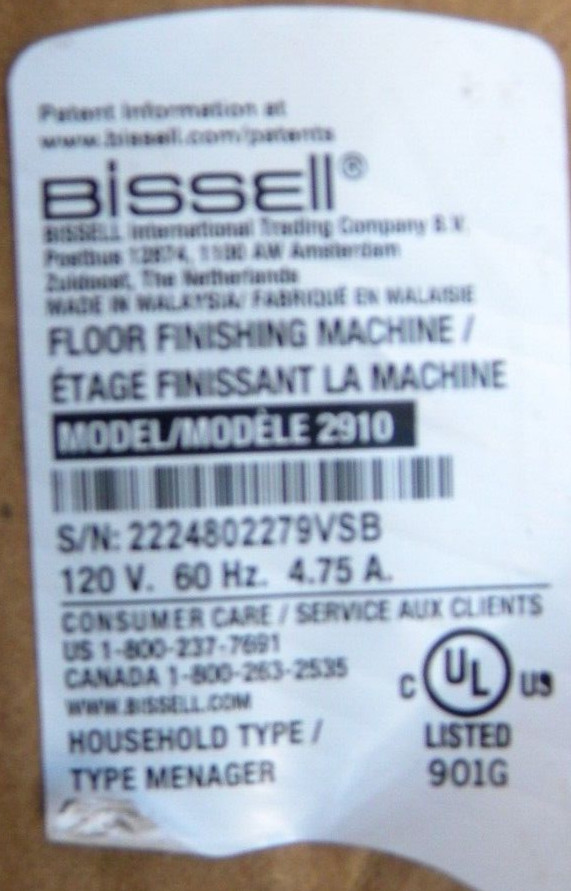 Patent Information at
www.bissell.com/patents
BISSELL®
BISSELL International Trading Company B.V.
Postbus 12874, 1100 AW Amsterdam
Zuidoost, The Netherlands
MADE IN MALAYSIA/ FABRIQUÉ EN MALAISIE
FLOOR FINISHING MACHINE /
ÉTAGE FINISSANT LA MACHINE
MODEL/MODÈLE 2910
S/N: 2224802279VSB
120 V. 60 Hz. 4.75 A.
CONSUMER CARE / SERVICE AUX CLIENTS
US 1-800-237-7691
CANADA 1-800-263-2535
WWW.BISSELL.COM
HOUSEHOLD TYPE /
TYPE MENAGER
C UL US
LISTED
901G